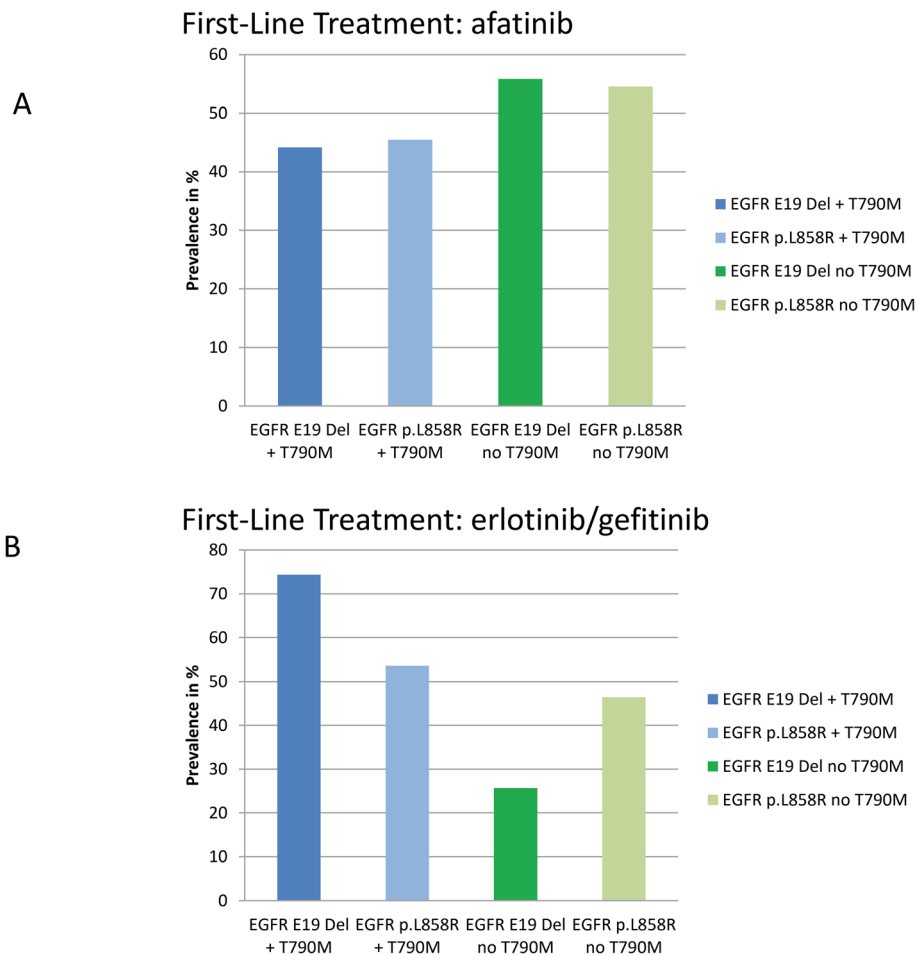 First-Line Treatment: afatinib
A
60
50
40
30
20
10
0
Prevalence in %
EGFR E19 Del + T790M
EGFR p.L858R + T790M
EGFR E19 Del no T790M
EGFR p.L858R no T790M
EGFR E19 Del EGFR p.L858R EGFR E19 Del EGFR p.L858R
+ T790M + T790M no T790M no T790M
First-Line Treatment: erlotinib/gefitinib
B
80
70
60
50
40
30
20
10
0
Prevalence in %
EGFR E19 Del + T790M
EGFR p.L858R + T790M
EGFR E19 Del no T790M
EGFR p.L858R no T790M
EGFR E19 Del EGFR p.L858R EGFR E19 Del EGFR p.L858R
+ T790M + T790M no T790M no T790M